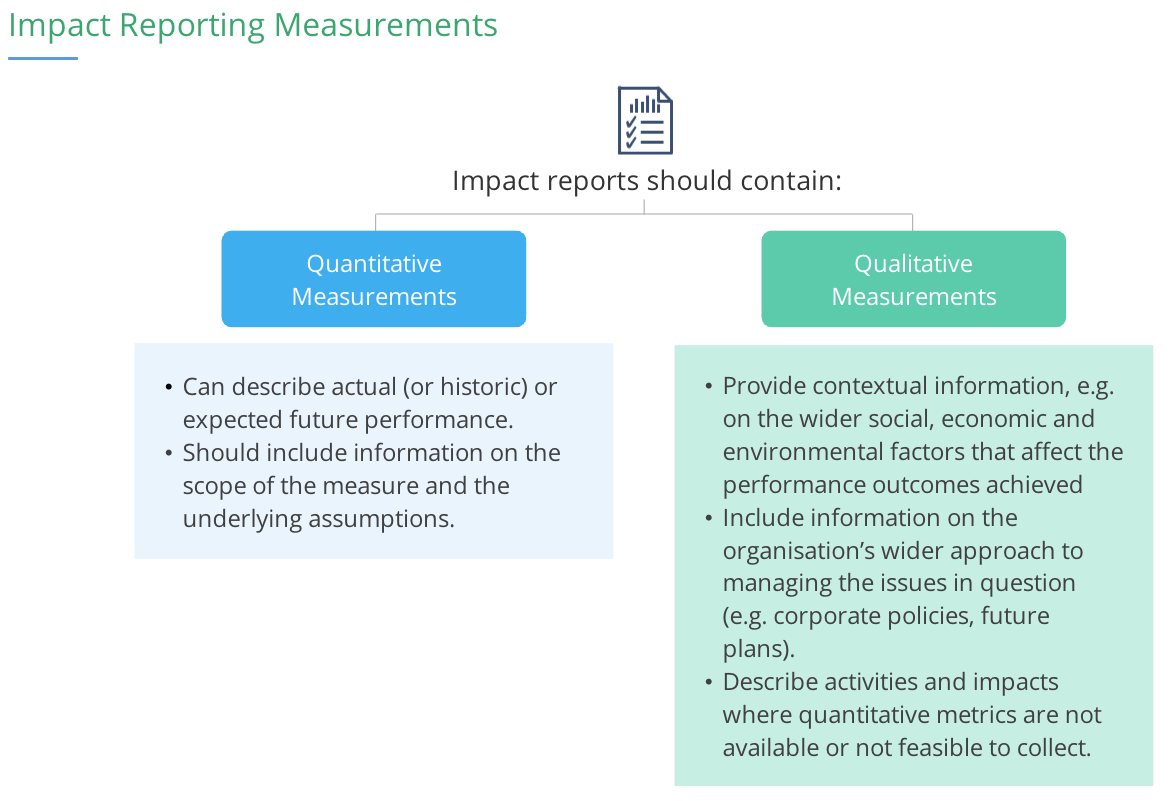 Impact Reporting Measurements
Impact reports should contain:
Quantitative
Measurements
• Can describe actual (or historic) or
expected future performance.
• Should include information on the
scope of the measure and the
underlying assumptions.
Qualitative
Measurements
• Provide contextual information, e.g.
on the wider social, economic and
environmental factors that affect the
performance outcomes achieved
• Include information on the
organisation’s wider approach to
managing the issues in question
(e.g. corporate policies, future
plans).
• Describe activities and impacts
where quantitative metrics are not
available or not feasible to collect.